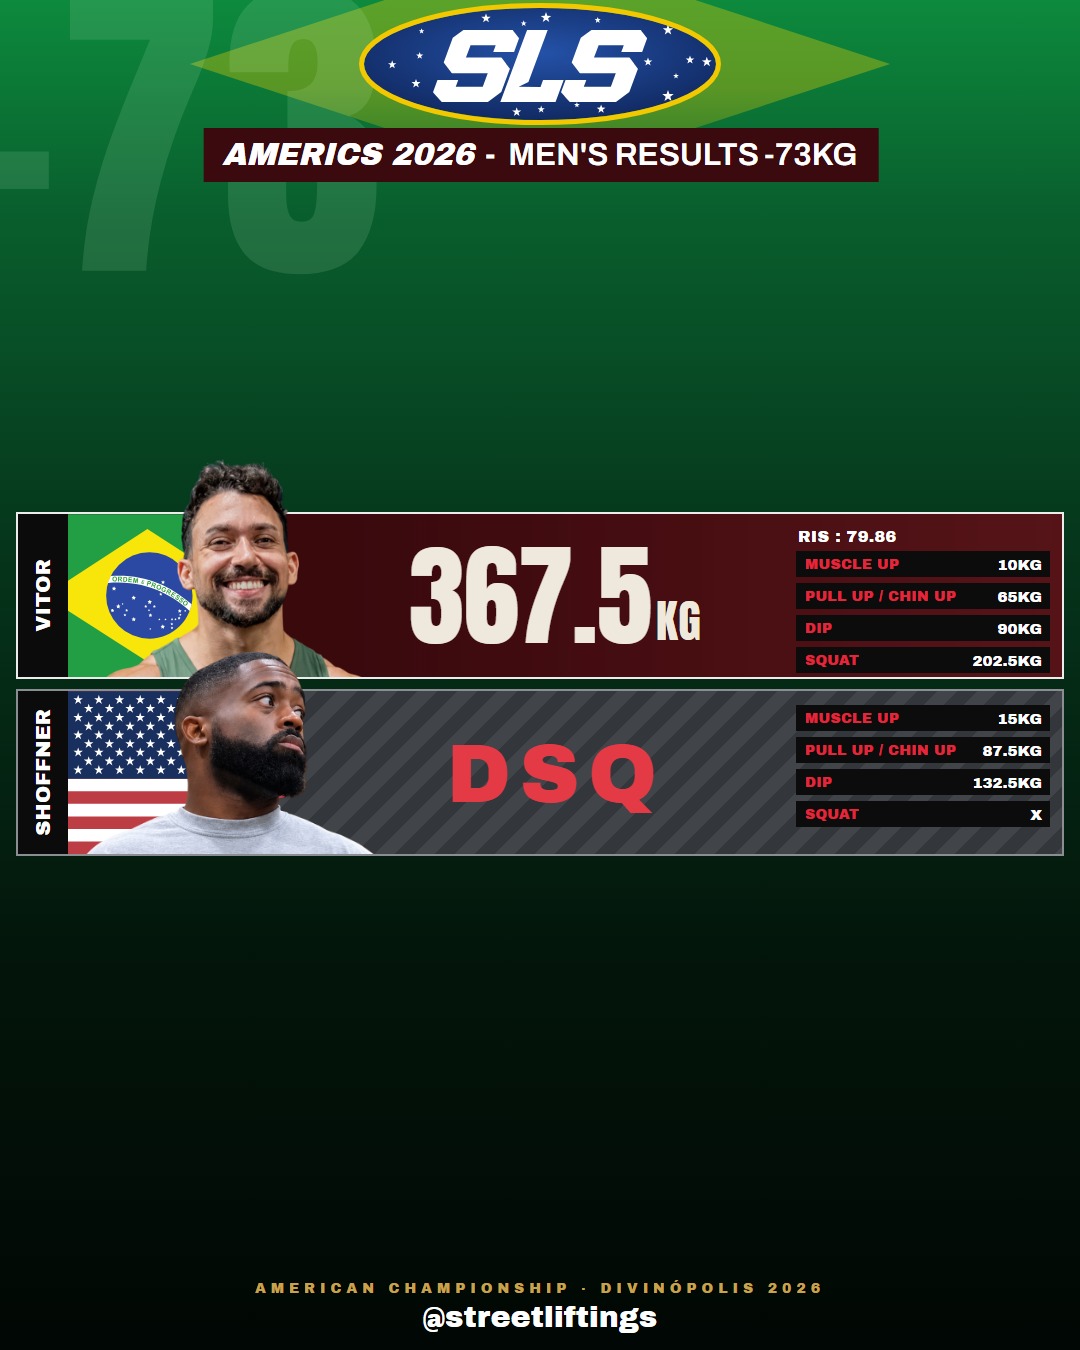 -73
SLS
AMERICS 2026 - MEN'S RESULTS -73KG
VITOR
ORDEM & PROGRESSO
367.5KG
RIS : 79.86
MUSCLE UP 10KG
PULL UP / CHIN UP 65KG
DIP 90KG
SQUAT 202.5KG
SHOFFNER
DSQ
MUSCLE UP 15KG
PULL UP / CHIN UP 87.5KG
DIP 132.5KG
SQUAT X
AMERICAN CHAMPIONSHIP · DIVINÓPOLIS 2026
@streetliftings